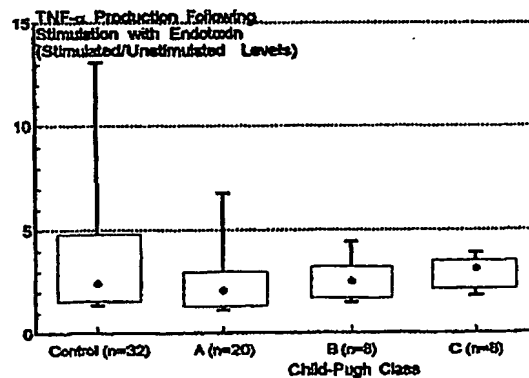 15
TNF-α Production Following
Stimulation with Endotoxin
(Stimulated/Unstimulated Levels)
10
5
0
Control (n=32)
A (n=20)
B (n=8)
C (n=8)
Child-Pugh Class